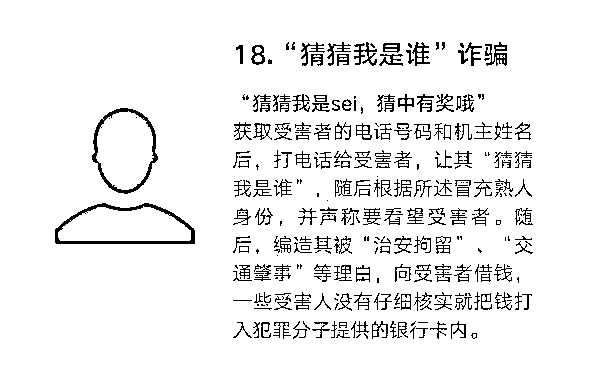 18.“猜猜我是谁”诈骗
“猜猜我是sei，猜中有奖哦”
获取受害者的电话号码和机主姓名
后，打电话给受害者，让其“猜猜
我是谁”，随后根据所述冒充熟人
身份，并声称要看望受害者。随
后，编造其被“治安拘留”、“交
通肇事”等理由，向受害者借钱，
一些受害人没有仔细核实就把钱打
入犯罪分子提供的银行卡内。